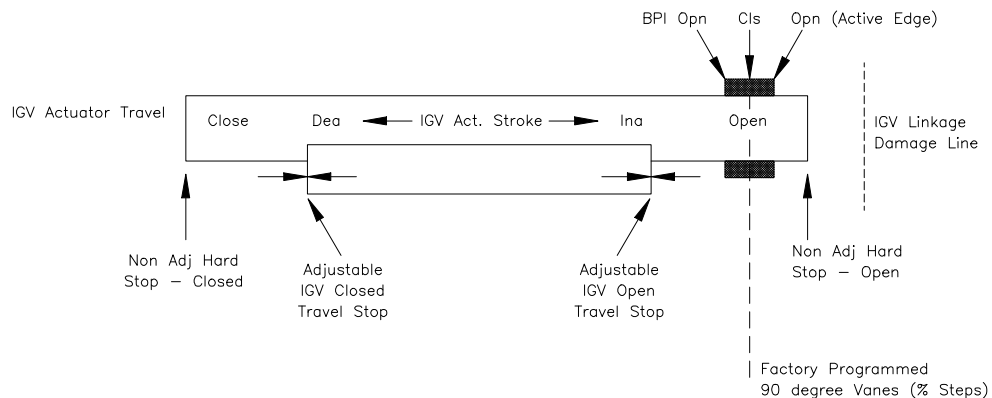 BPI Opn Cls Opn (Active Edge)
IGV Actuator Travel
Close Dea IGV Act. Stroke Ina Open
IGV Linkage
Damage Line
Non Adj Hard
Stop – Closed
Adjustable
IGV Closed
Travel Stop
Adjustable
IGV Open
Travel Stop
Non Adj Hard
Stop – Open
Factory Programmed
90 degree Vanes (% Steps)